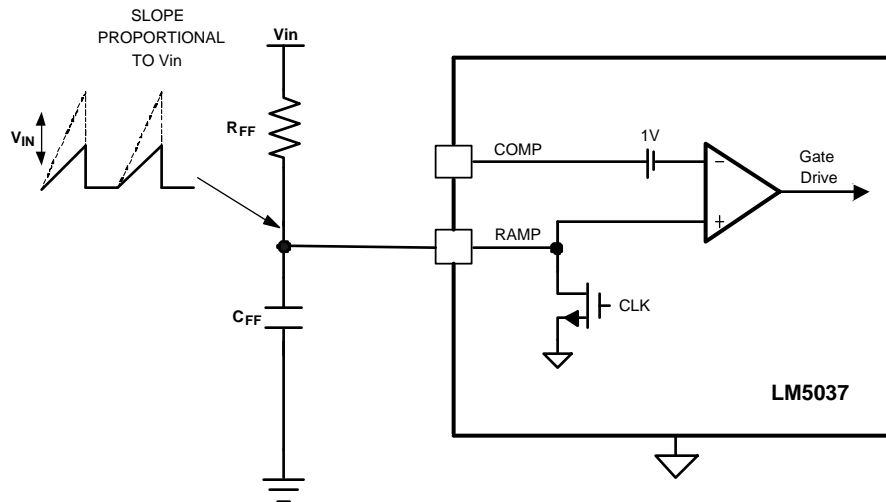 SLOPE
PROPORTIONAL
TO Vin
Vin
VIN
RFF
CFF
COMP
1V
−
+
Gate
Drive
RAMP
CLK
LM5037